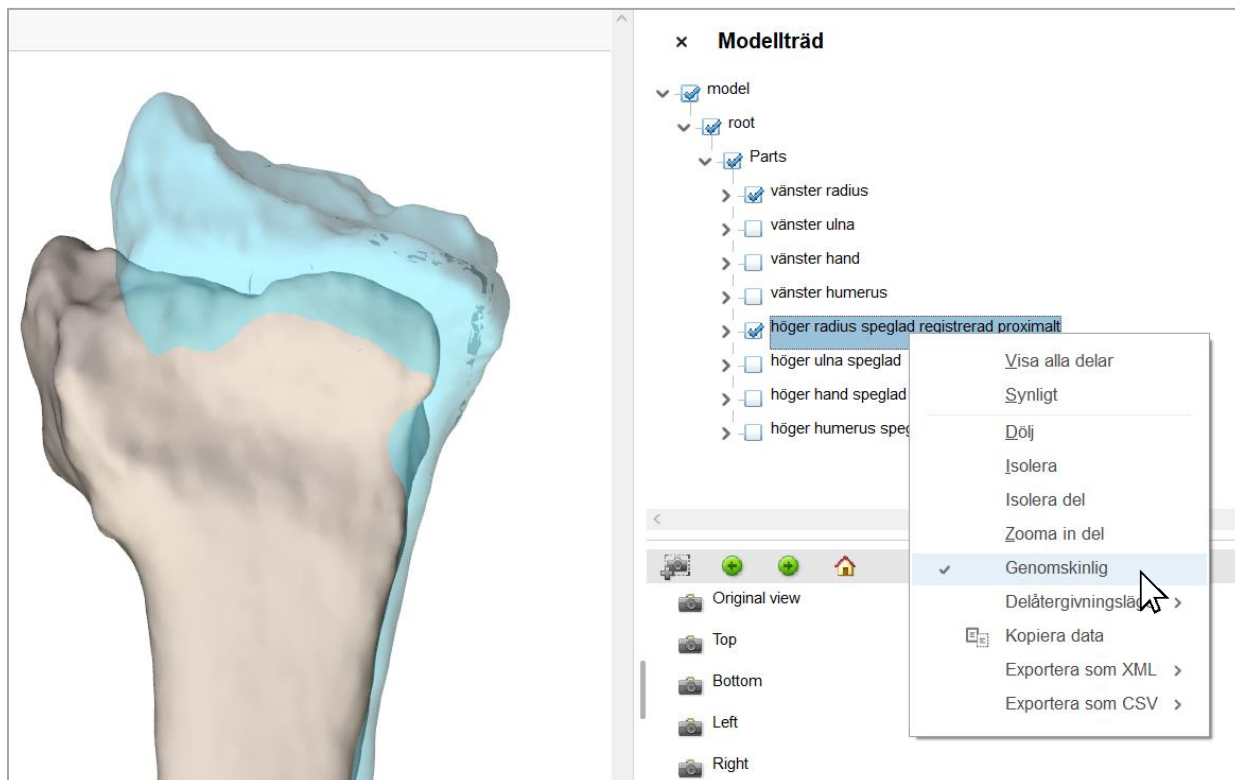 Modellträd
model
root
Parts
vänster radius
vänster ulna
vänster hand
vänster humerus
höger radius speglad registrerad proximalt
höger ulna speglad
höger hand speglad
höger humerus speg
Visa alla delar
Synligt
Dölj
Isolera
Isolera del
Zooma in del
Genomskinlig
Delåtergivningsläg
Kopiera data
Exportera som XML
Exportera som CSV
Original view
Top
Bottom
Left
Right